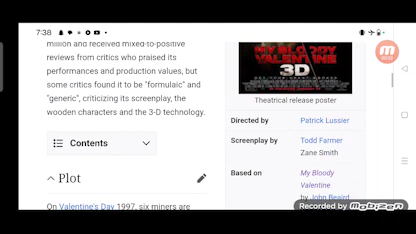 7:38
million and received mixed-to-positive
reviews from critics who praised its
performances and production values, but
some critics found it to be "formulaic" and
"generic", criticizing its screenplay, the
wooden characters and the 3-D technology.
Contents
Plot
On Valentine's Day 1997, six miners are
MY BLOODY
VALENTINE
3D
Theatrical release poster
Directed by Patrick Lussier
Screenplay by Todd Farmer
Zane Smith
Based on My Bloody
Valentine
by John Beaird
Recorded by Mobizen